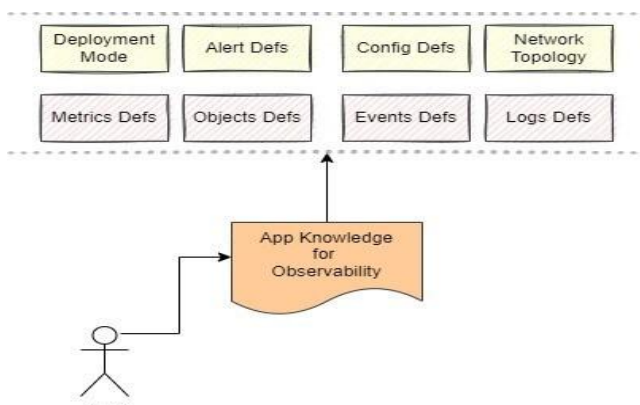 Deployment
Mode
Alert Defs
Config Defs
Network
Topology
Metrics Defs
Objects Defs
Events Defs
Logs Defs
App Knowledge
for
Observability